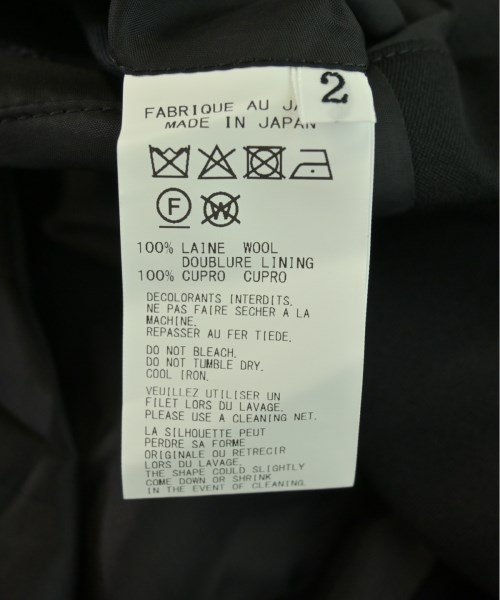 2
FABRIQUE AU
MADE IN JAPAN
F
W
100% LAINE WOOL
DOUBLURE LINING
100% CUPRO CUPRO
DECOLORANTS INTERDITS.
NE PAS FAIRE SECHER A LA
MACHINE.
REPASSER AU FER TIEDE.
DO NOT BLEACH.
DO NOT TUMBLE DRY.
COOL IRON.
VEUILLEZ UTILISER UN
FILET LORS DU LAVAGE.
PLEASE USE A CLEANING NET.
LA SILHOUETTE PEUT
PERDRE SA FORME
ORIGINALE OU RETRECIR
LORS DU LAVAGE.
THE SHAPE COULD SLIGHTLY
COME DOWN OR SHRINK
IN THE EVENT OF CLEANING.